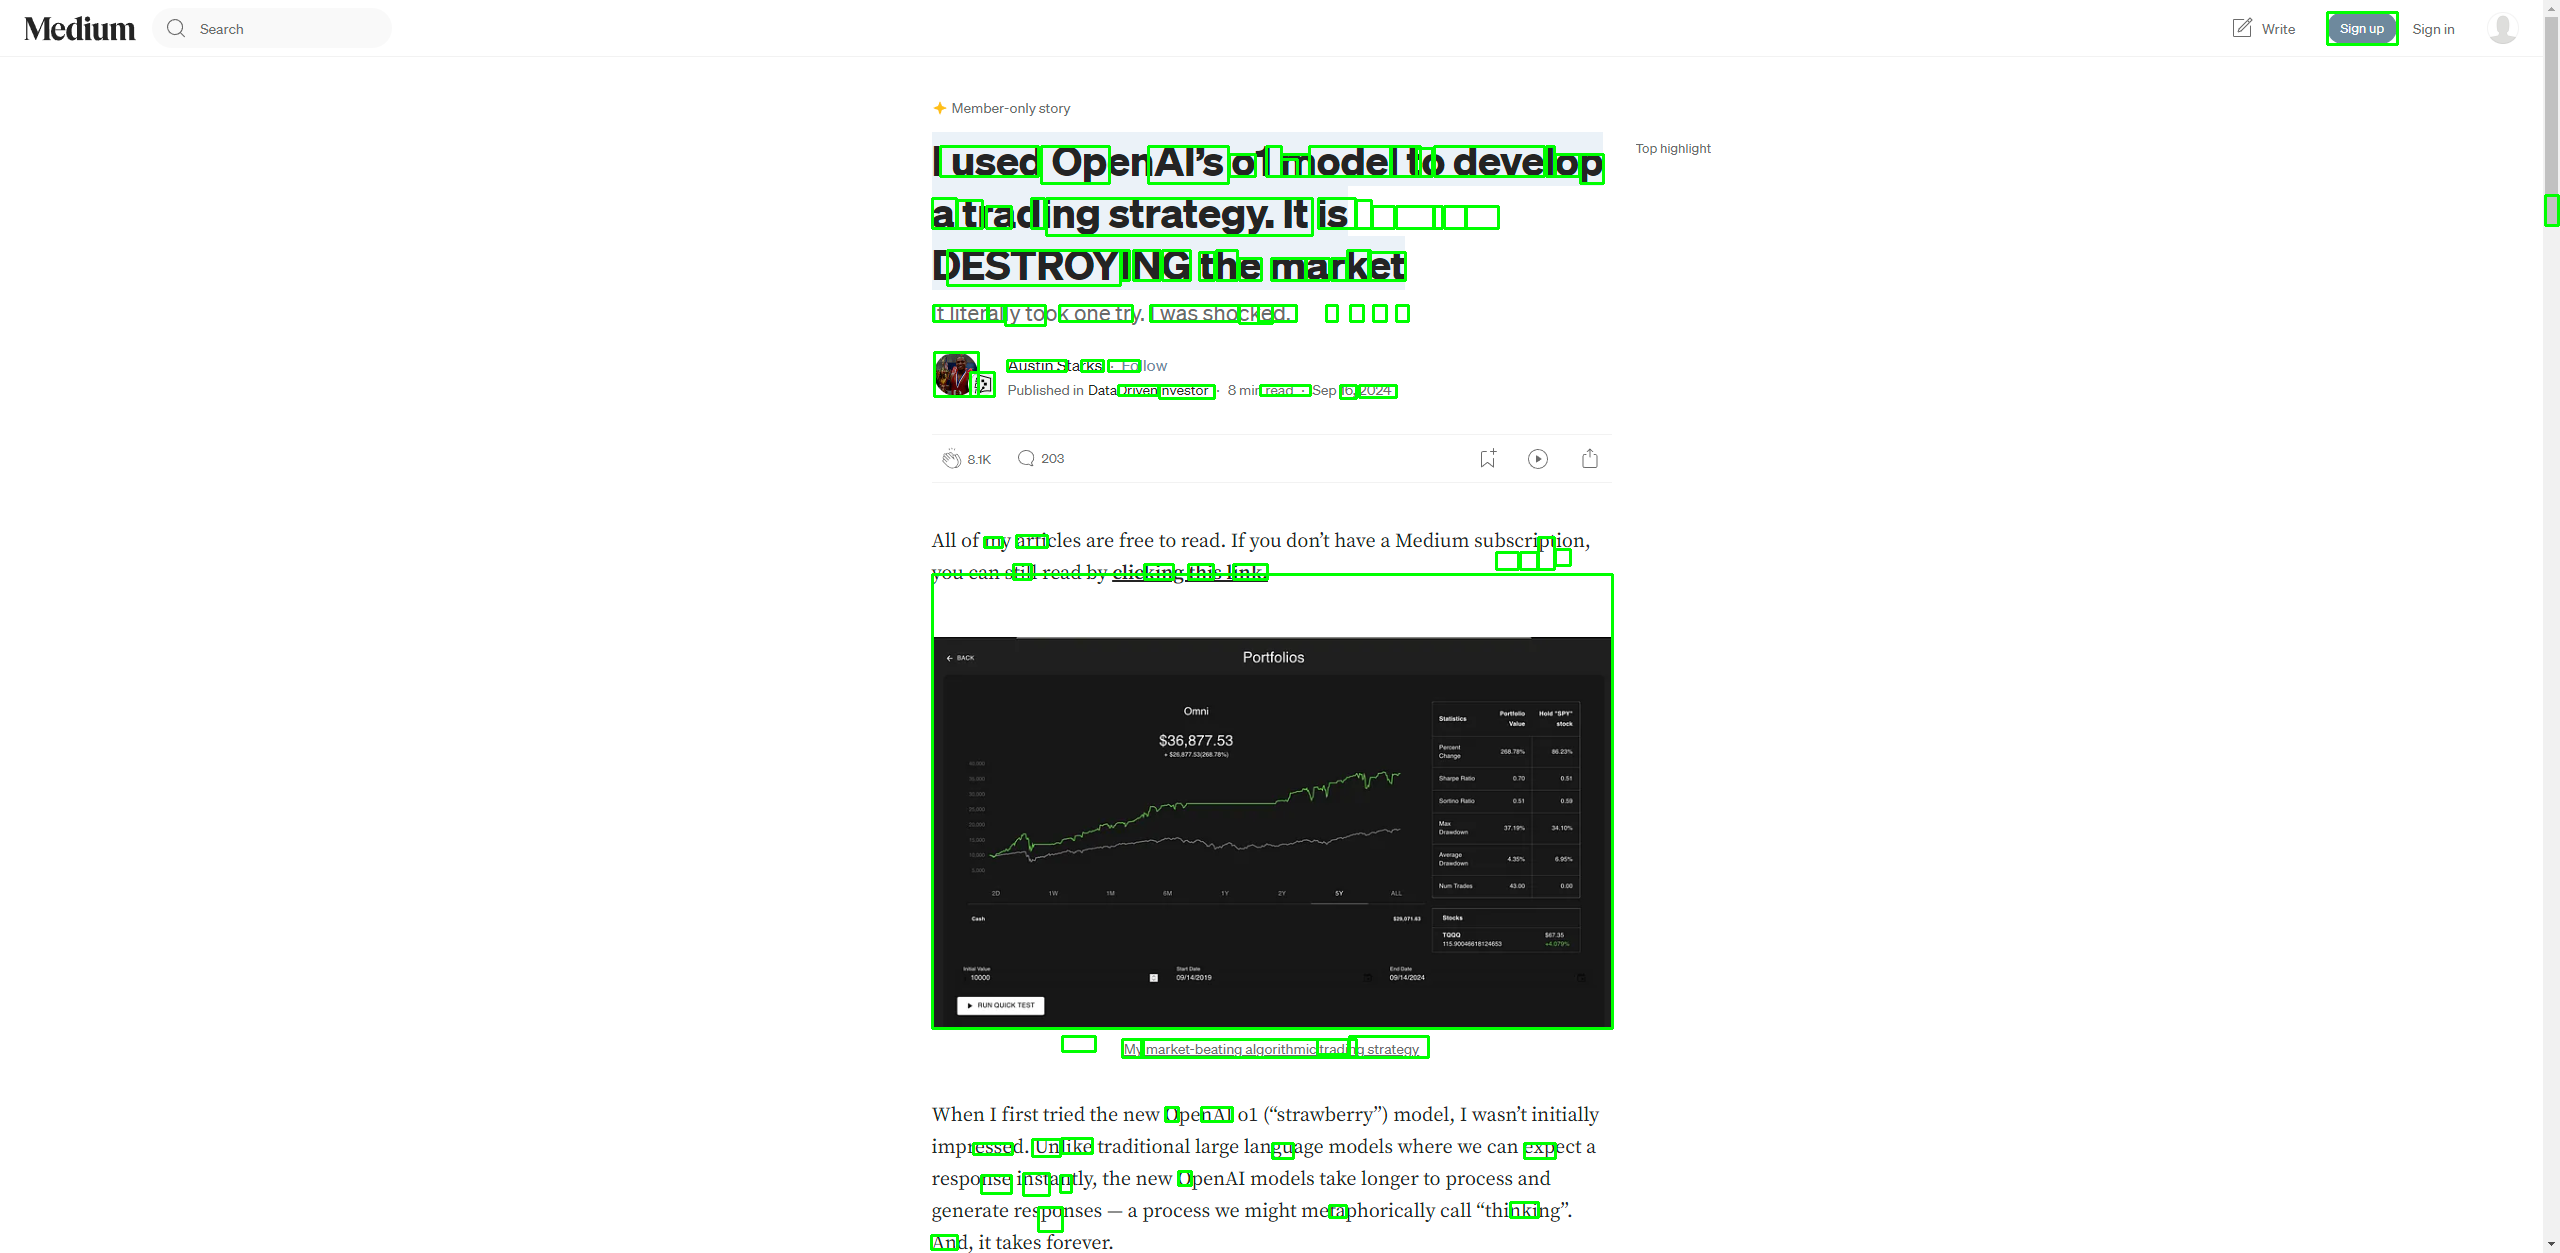 Medium
Search
Write
Sign up
Sign in
Member-only story
I used OpenAI’s o1 model to develop
a trading strategy. It is
DESTROYING the market
Top highlight
It literally took one try. I was shocked.
Austin Starks · Follow
Published in DataDrivenInvestor · 8 min read · Sep 16, 2024
8.1K
203
All of my articles are free to read. If you don’t have a Medium subscription,
you can still read by clicking this link.
← BACK
Portfolios
Omni
$36,877.53
+ $26,877.53(268.78%)
40,000
35,000
30,000
25,000
20,000
15,000
10,000
5,000
2D 1W 1M 6M 1Y 2Y 5Y ALL
Cash $29,071.63
Statistics Portfolio Value Hold "SPY" stock
Percent Change 268.78% 86.23%
Sharpe Ratio 0.70 0.51
Sortino Ratio 0.51 0.59
Max Drawdown 37.19% 34.10%
Average Drawdown 4.35% 6.95%
Num Trades 43.00 0.00
Stocks
TQQQ $67.35
115.90046618124653 +4.079%
Initial Value
10000
Start Date
09/14/2019
End Date
09/14/2024
RUN QUICK TEST
My market-beating algorithmic trading strategy
When I first tried the new OpenAI o1 (“strawberry”) model, I wasn’t initially
impressed. Unlike traditional large language models where we can expect a
response instantly, the new OpenAI models take longer to process and
generate responses — a process we might metaphorically call “thinking”.
And, it takes forever.